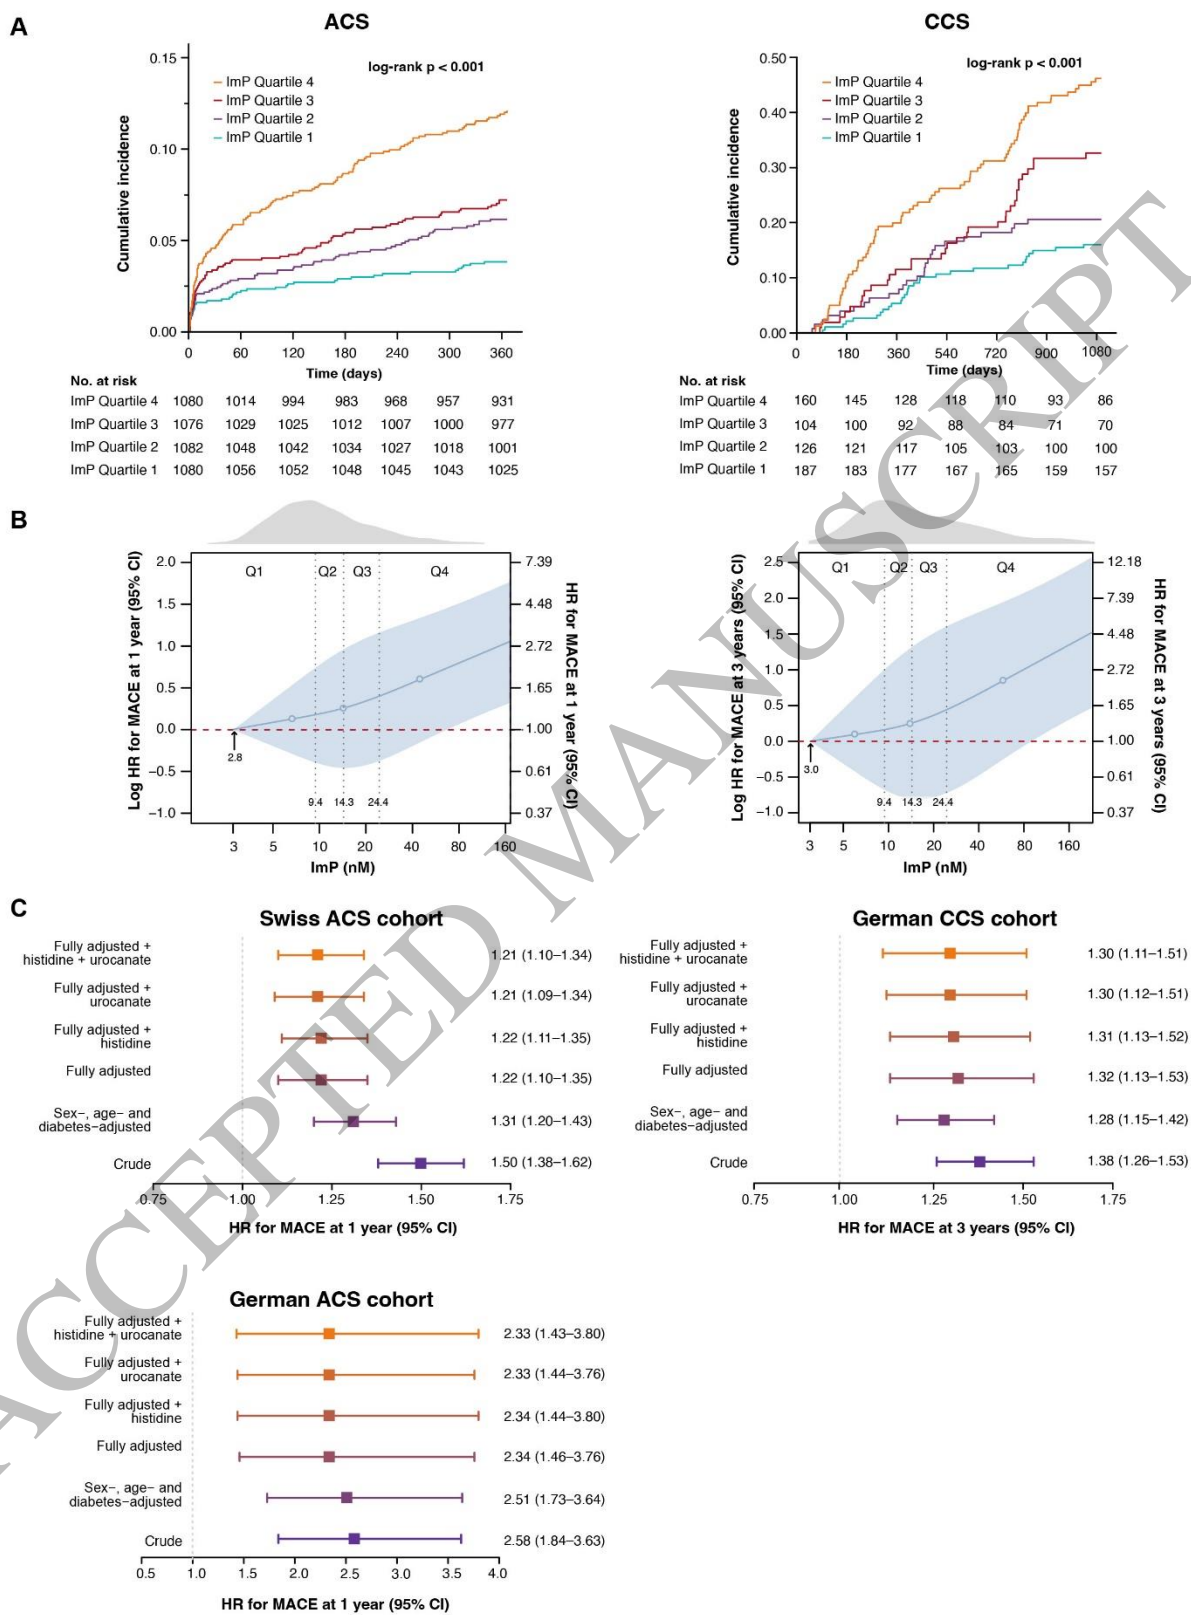 A
ACS
0.15
0.10
0.05
0.00
Cumulative incidence
log-rank p < 0.001
ImP Quartile 4
ImP Quartile 3
ImP Quartile 2
ImP Quartile 1
0 60 120 180 240 300 360
Time (days)
No. at risk
ImP Quartile 4 1080 1014 994 983 968 957 931
ImP Quartile 3 1076 1029 1025 1012 1007 1000 977
ImP Quartile 2 1082 1048 1042 1034 1027 1018 1001
ImP Quartile 1 1080 1056 1052 1048 1045 1043 1025
CCS
0.50
0.40
0.30
0.20
0.10
0.00
Cumulative incidence
log-rank p < 0.001
ImP Quartile 4
ImP Quartile 3
ImP Quartile 2
ImP Quartile 1
0 180 360 540 720 900 1080
Time (days)
No. at risk
ImP Quartile 4 160 145 128 118 110 93 86
ImP Quartile 3 104 100 92 88 84 71 70
ImP Quartile 2 126 121 117 105 103 100 100
ImP Quartile 1 187 183 177 167 165 159 157
B
Log HR for MACE at 1 year (95% CI)
2.0
1.5
1.0
0.5
0.0
−0.5
−1.0
Q1 Q2 Q3 Q4
2.8
9.4 14.3 24.4
7.39
4.48
2.72
1.65
1.00
0.61
0.37
HR for MACE at 1 year (95% CI)
3 5 10 20 40 80 160
ImP (nM)
Log HR for MACE at 3 years (95% CI)
2.5
2.0
1.5
1.0
0.5
0.0
−0.5
−1.0
Q1 Q2 Q3 Q4
3.0
9.4 14.3 24.4
12.18
7.39
4.48
2.72
1.65
1.00
0.61
0.37
HR for MACE at 3 years (95% CI)
3 5 10 20 40 80 160
ImP (nM)
C
Swiss ACS cohort
Fully adjusted +
histidine + urocanate
1.21 (1.10–1.34)
Fully adjusted +
urocanate
1.21 (1.09–1.34)
Fully adjusted +
histidine
1.22 (1.11–1.35)
Fully adjusted
1.22 (1.10–1.35)
Sex−, age− and
diabetes−adjusted
1.31 (1.20–1.43)
Crude
1.50 (1.38–1.62)
0.75 1.00 1.25 1.50 1.75
HR for MACE at 1 year (95% CI)
German CCS cohort
Fully adjusted +
histidine + urocanate
1.30 (1.11–1.51)
Fully adjusted +
urocanate
1.30 (1.12–1.51)
Fully adjusted +
histidine
1.31 (1.13–1.52)
Fully adjusted
1.32 (1.13–1.53)
Sex−, age− and
diabetes−adjusted
1.28 (1.15–1.42)
Crude
1.38 (1.26–1.53)
0.75 1.00 1.25 1.50 1.75
HR for MACE at 3 years (95% CI)
German ACS cohort
Fully adjusted +
histidine + urocanate
2.33 (1.43–3.80)
Fully adjusted +
urocanate
2.33 (1.44–3.76)
Fully adjusted +
histidine
2.34 (1.44–3.80)
Fully adjusted
2.34 (1.46–3.76)
Sex−, age− and
diabetes−adjusted
2.51 (1.73–3.64)
Crude
2.58 (1.84–3.63)
0.5 1.0 1.5 2.0 2.5 3.0 3.5 4.0
HR for MACE at 1 year (95% CI)
ACCEPTED MANUSCRIPT